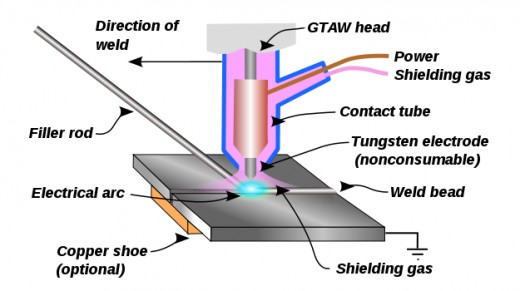 Direction of
weld
GTAW head
Power
Shielding gas
Contact tube
Filler rod
Tungsten electrode
(nonconsumable)
Electrical arc
Weld bead
Copper shoe
(optional)
Shielding gas